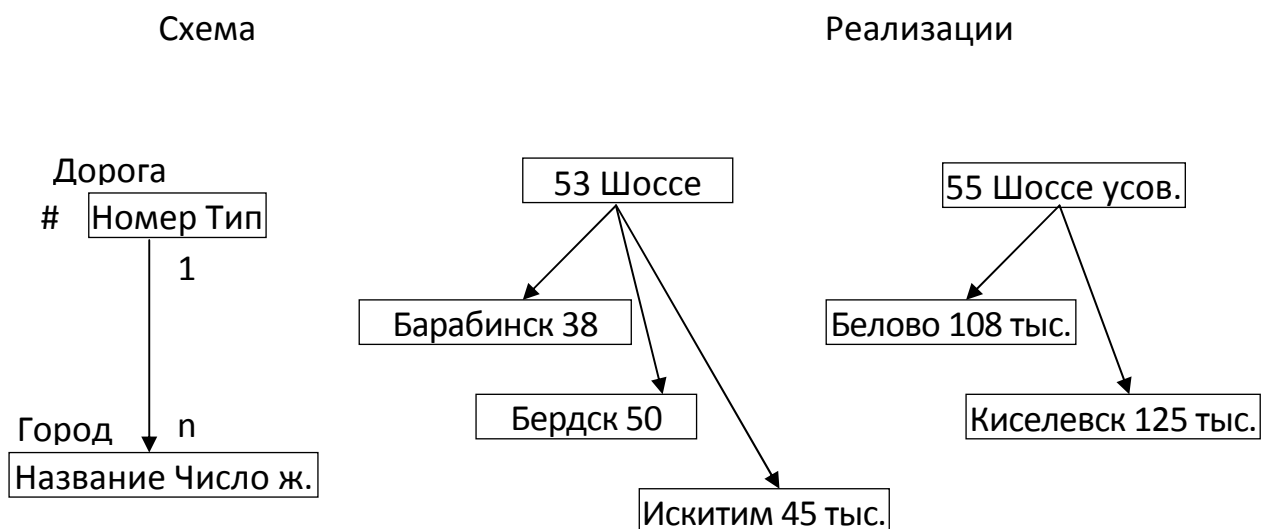 Схема
Реализации
Дорога
# Номер Тип
1
n
Город
Название Число ж.
53 Шоссе
Барабинск 38
Бердск 50
Искитим 45 тыс.
55 Шоссе усов.
Белово 108 тыс.
Киселевск 125 тыс.